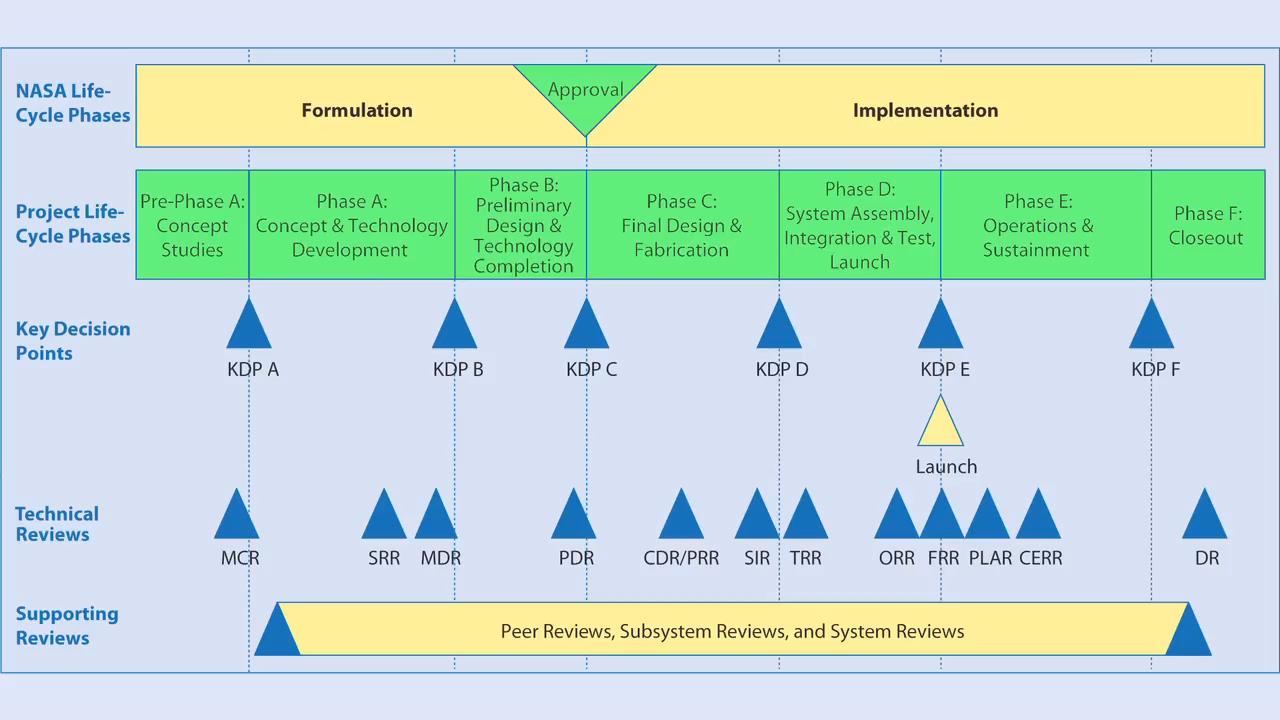 NASA Life-
Cycle Phases
Formulation
Approval
Implementation
Project Life-
Cycle Phases
Pre-Phase A:
Concept
Studies
Phase A:
Concept & Technology
Development
Phase B:
Preliminary
Design &
Technology
Completion
Phase C:
Final Design &
Fabrication
Phase D:
System Assembly,
Integration & Test,
Launch
Phase E:
Operations &
Sustainment
Phase F:
Closeout
Key Decision
Points
KDP A
KDP B
KDP C
KDP D
KDP E
KDP F
Launch
Technical
Reviews
MCR
SRR
MDR
PDR
CDR/PRR
SIR
TRR
ORR
FRR
PLAR
CERR
DR
Supporting
Reviews
Peer Reviews, Subsystem Reviews, and System Reviews